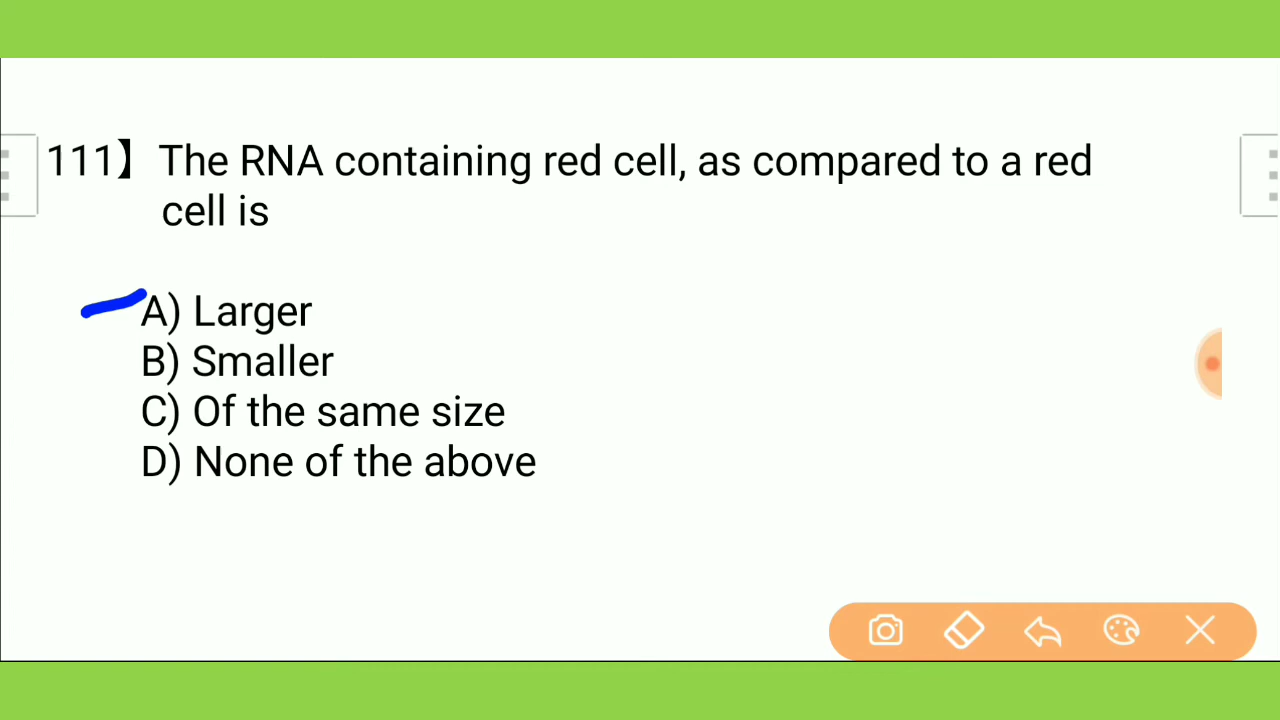 111】 The RNA containing red cell, as compared to a red
cell is
A) Larger
B) Smaller
C) Of the same size
D) None of the above